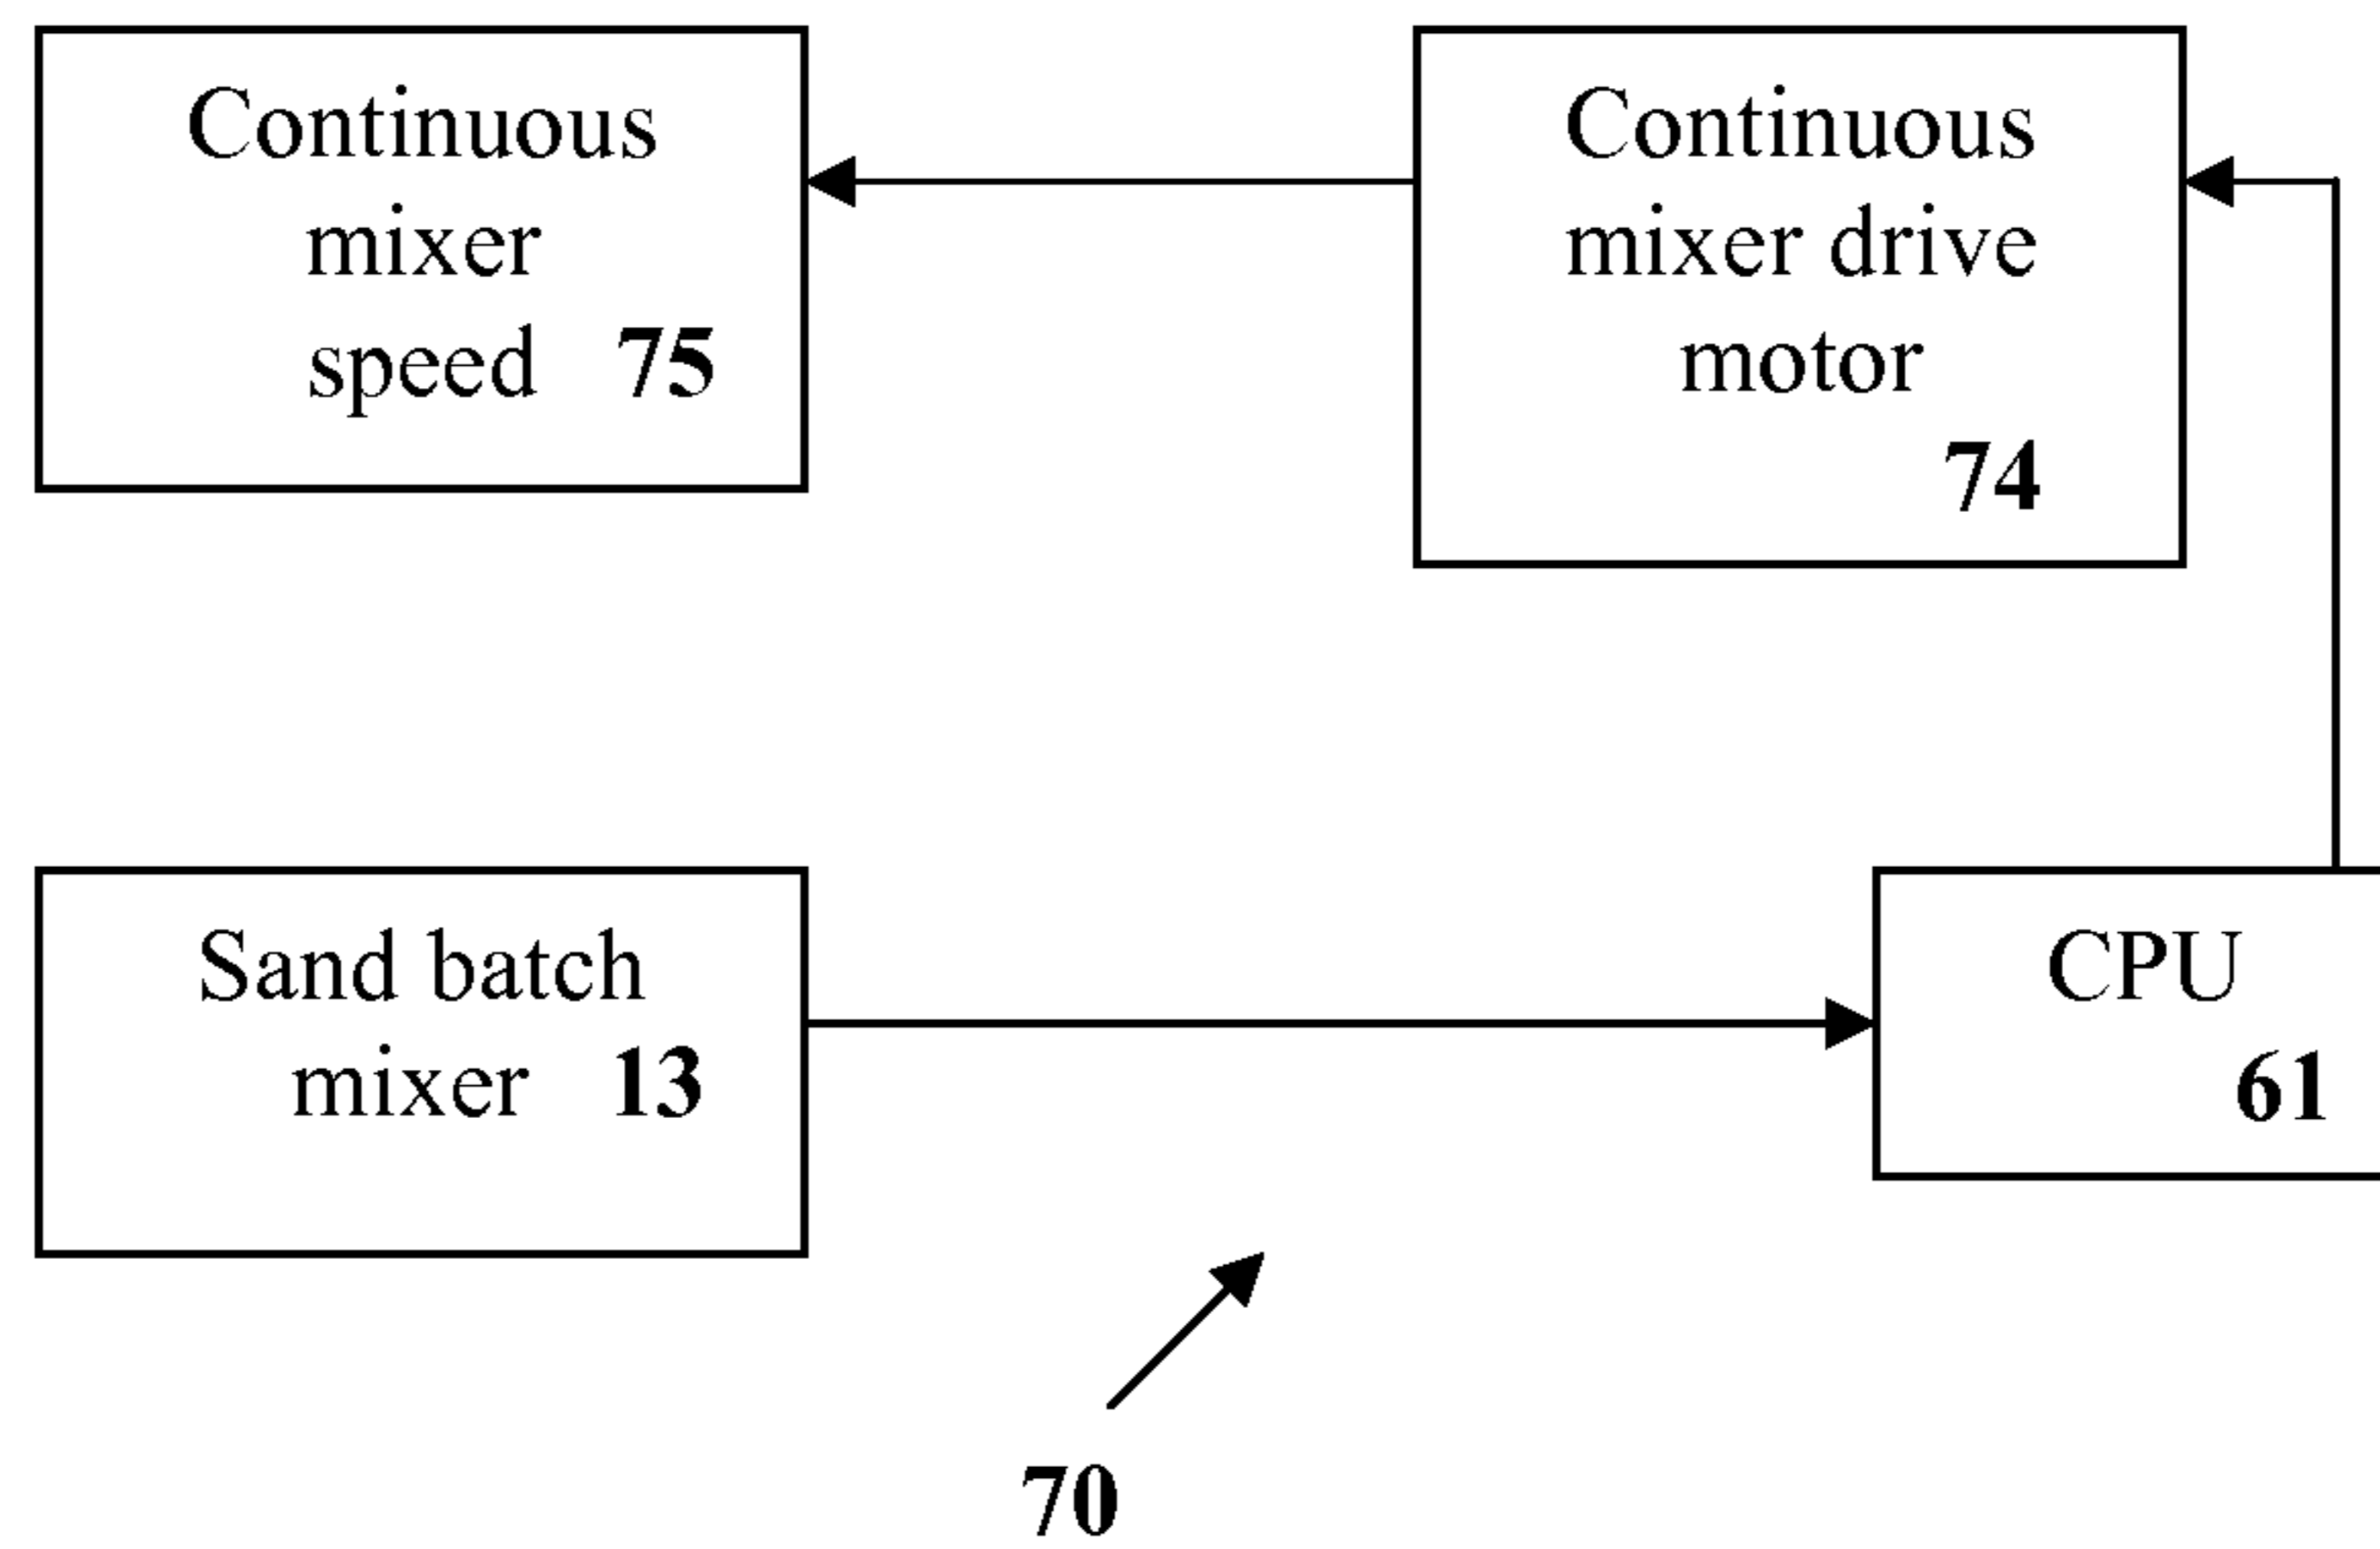 Continuous
mixer
speed 75
Continuous
mixer drive
motor
74
Sand batch
mixer 13
CPU
61
70